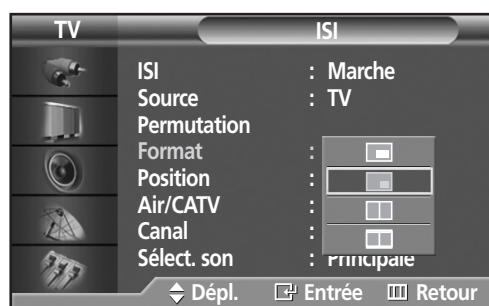 TV
ISI
ISI : Marche
Source : TV
Permutation
Format :
Position :
Air/CATV :
Canal :
Sélect. son : Principale
Dépl. Entrée Retour